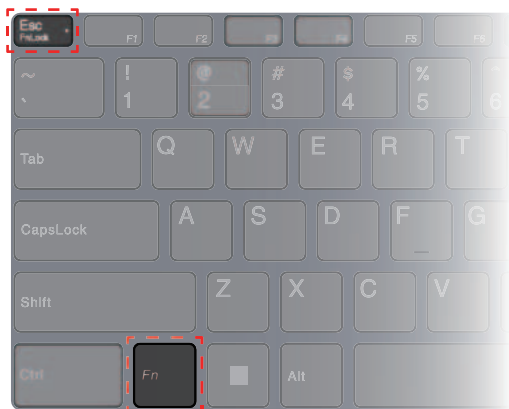 Esc
FnLock
F1 F2 F3 F4 F5 F6
~ ! @ # $ %
` 1 2 3 4 5 6
Tab Q W E R T
CapsLock A S D F G
Shift Z X C V
Ctrl Fn Alt